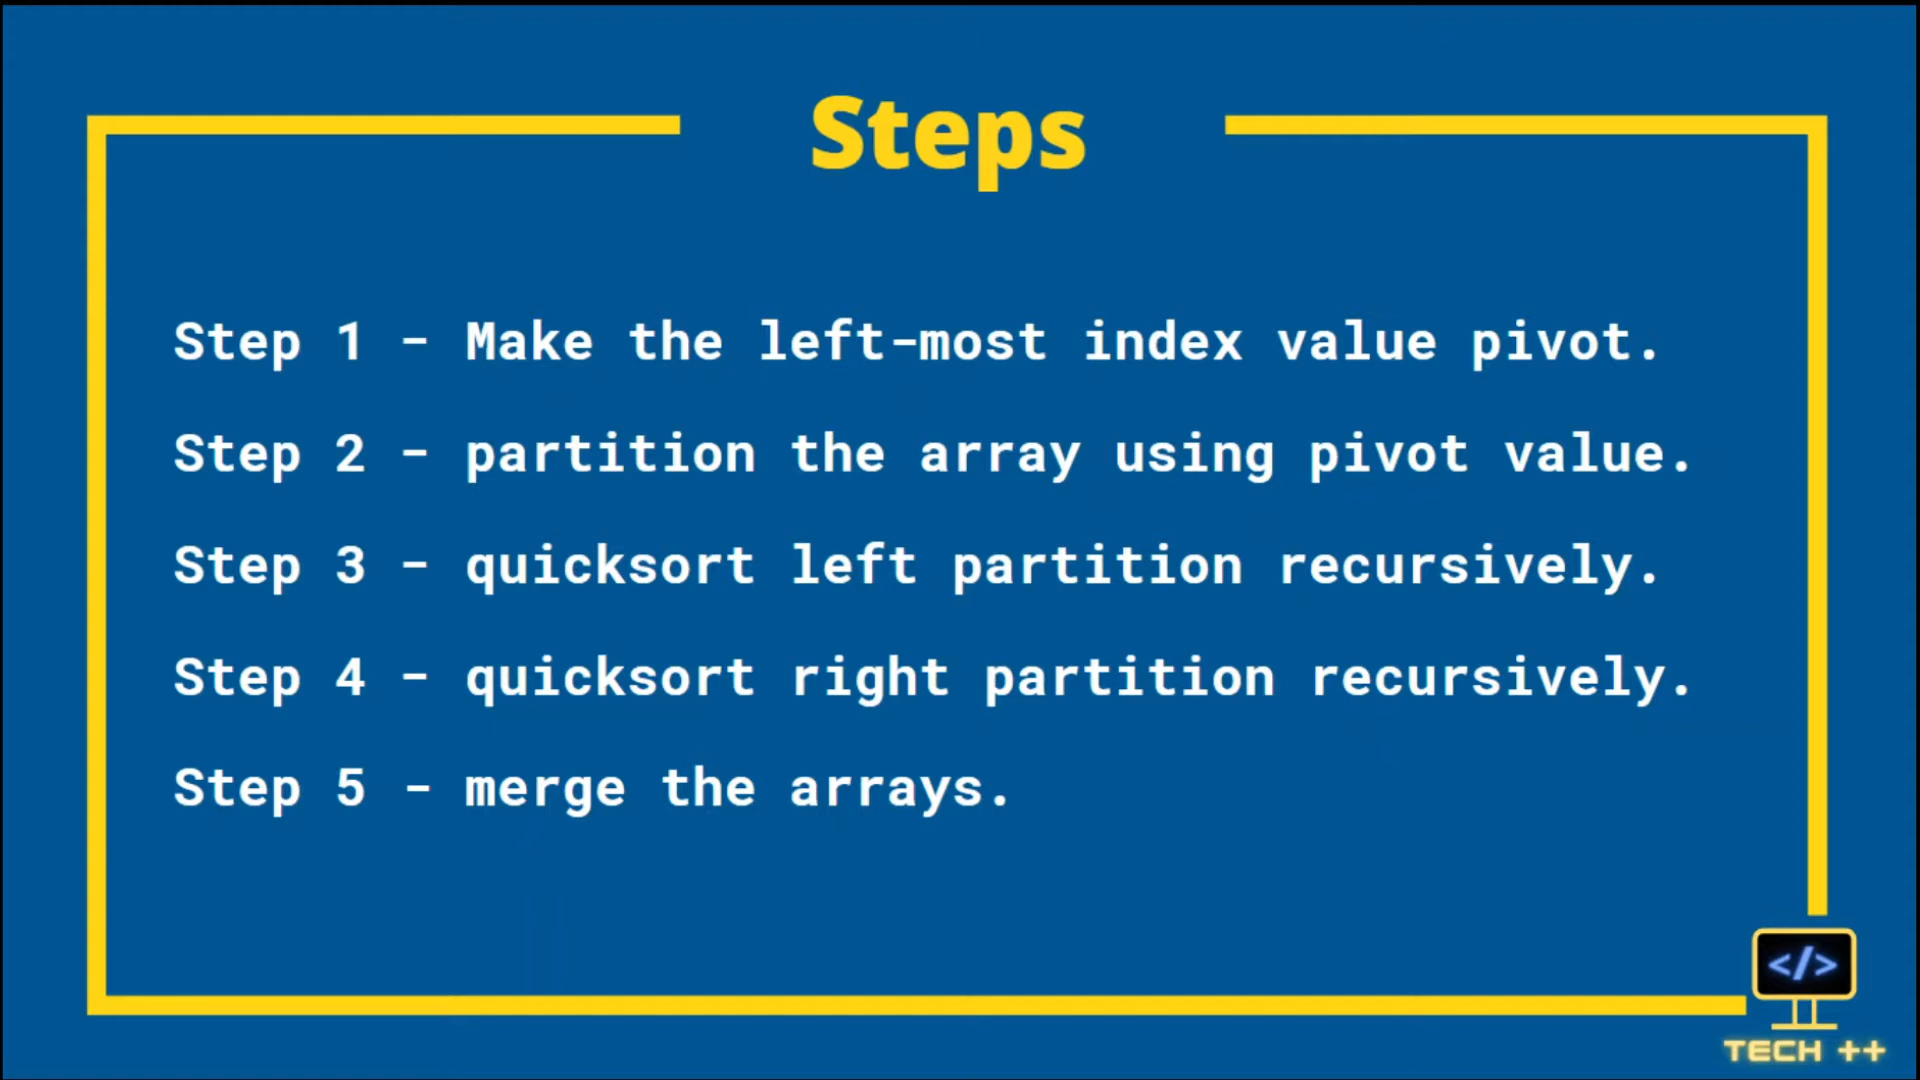 Steps
Step 1 - Make the left-most index value pivot.
Step 2 - partition the array using pivot value.
Step 3 - quicksort left partition recursively.
Step 4 - quicksort right partition recursively.
Step 5 - merge the arrays.
</>
TECH ++